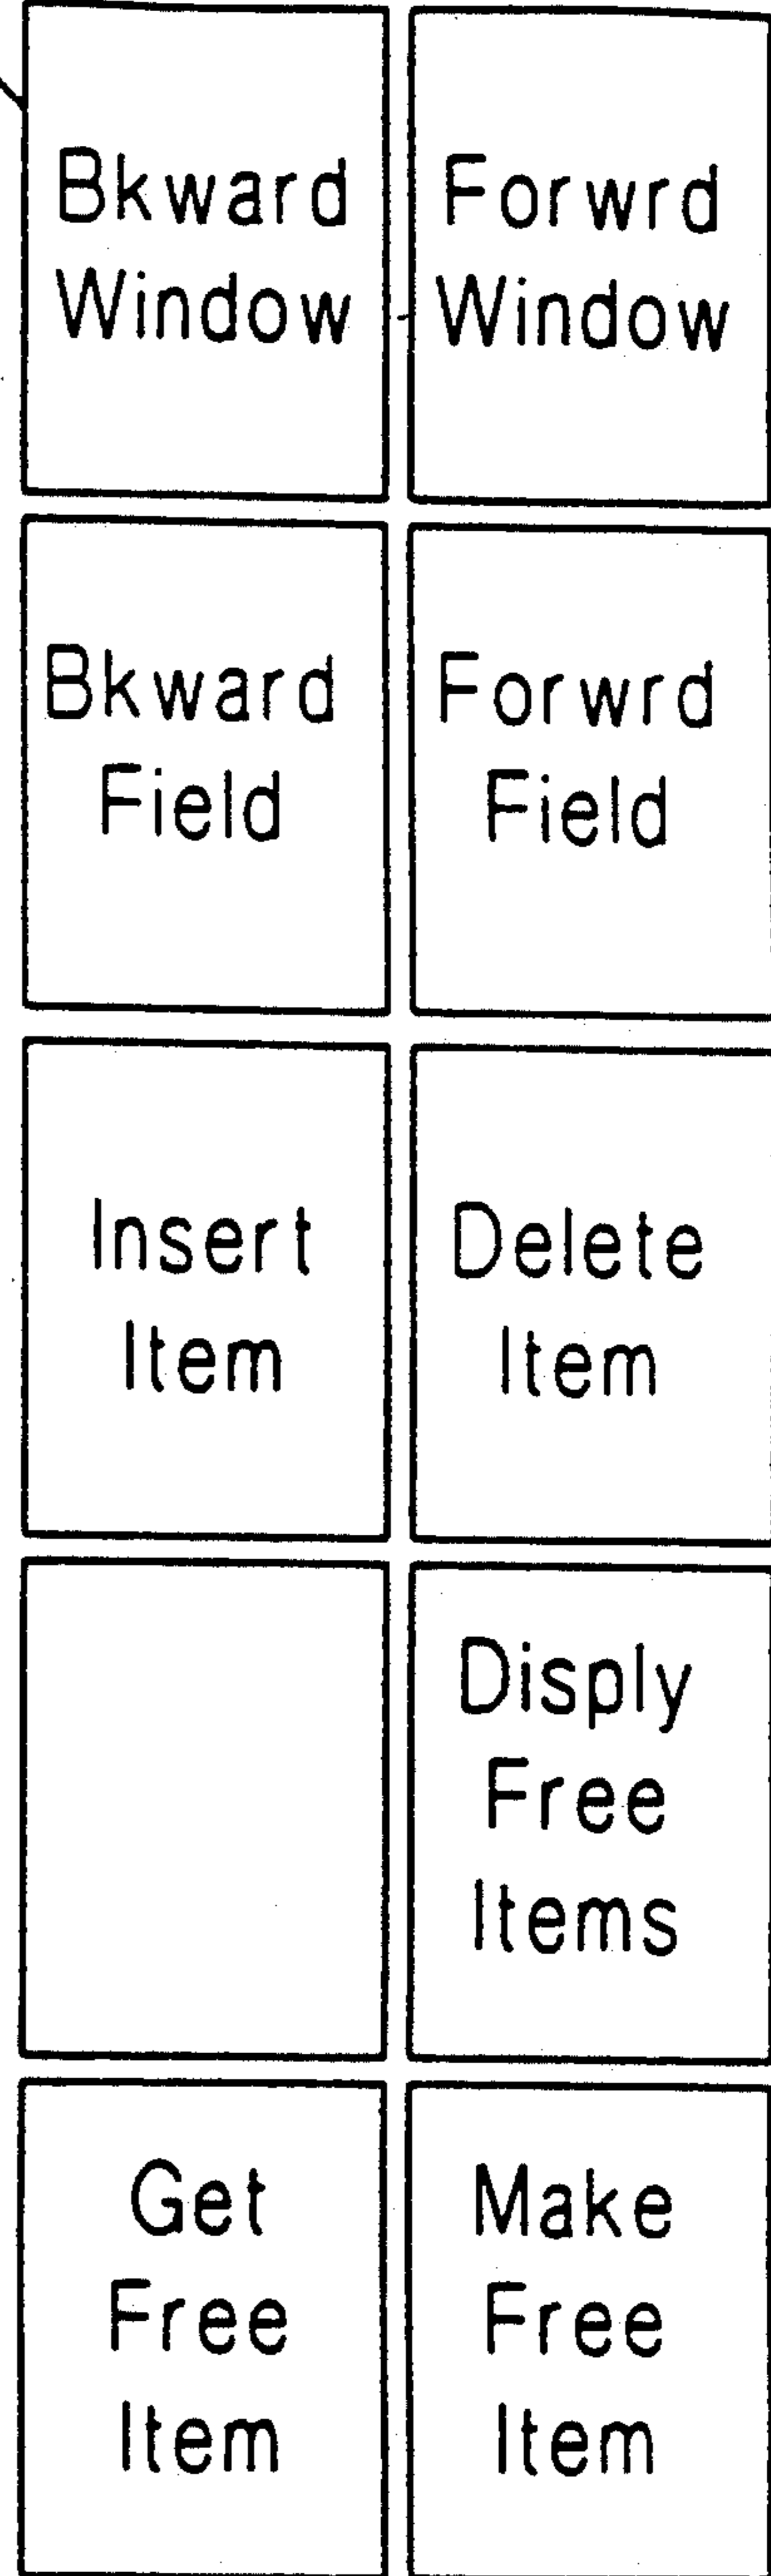 Bkward
Window
Forwrd
Window
Bkward
Field
Forwrd
Field
Insert
Item
Delete
Item
Disply
Free
Items
Get
Free
Item
Make
Free
Item